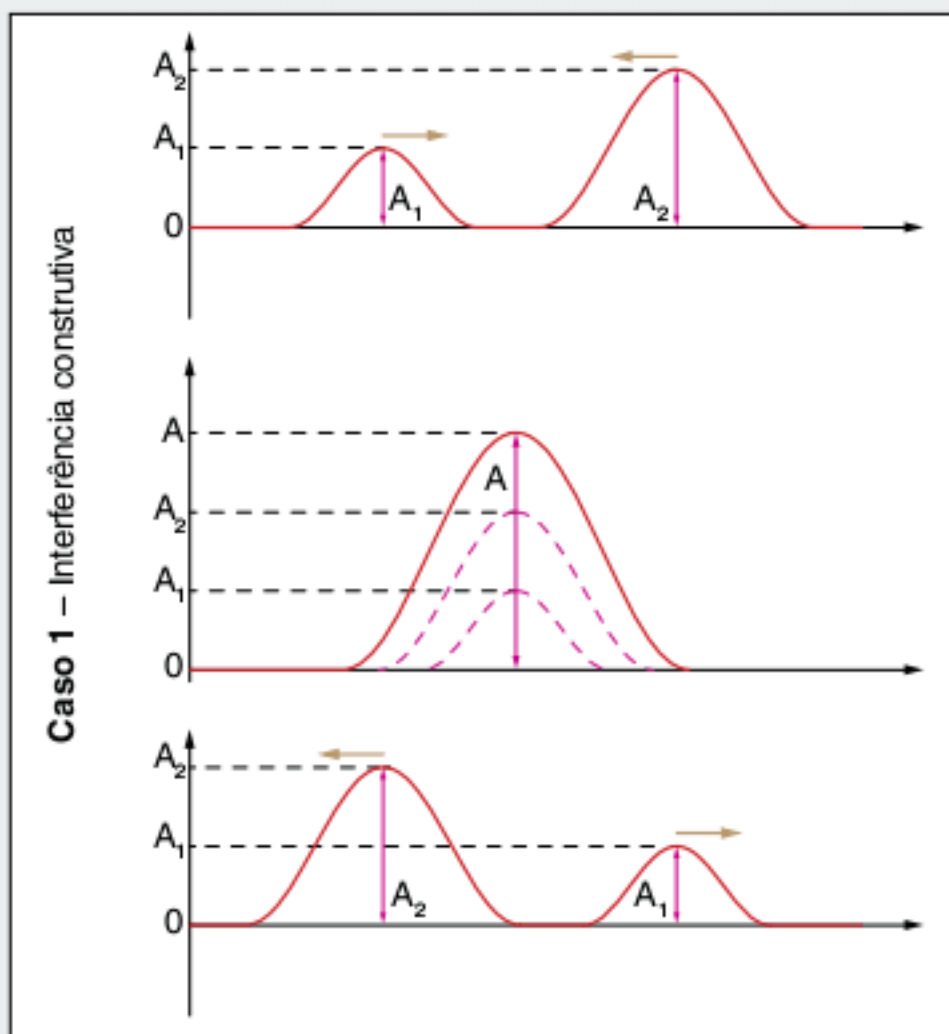 Caso 1 – Interferência construtiva
A₂
A₁
0
A₁
A₂
A
A₂
A₁
0
A
A₂
A₁
0
A₂
A₁